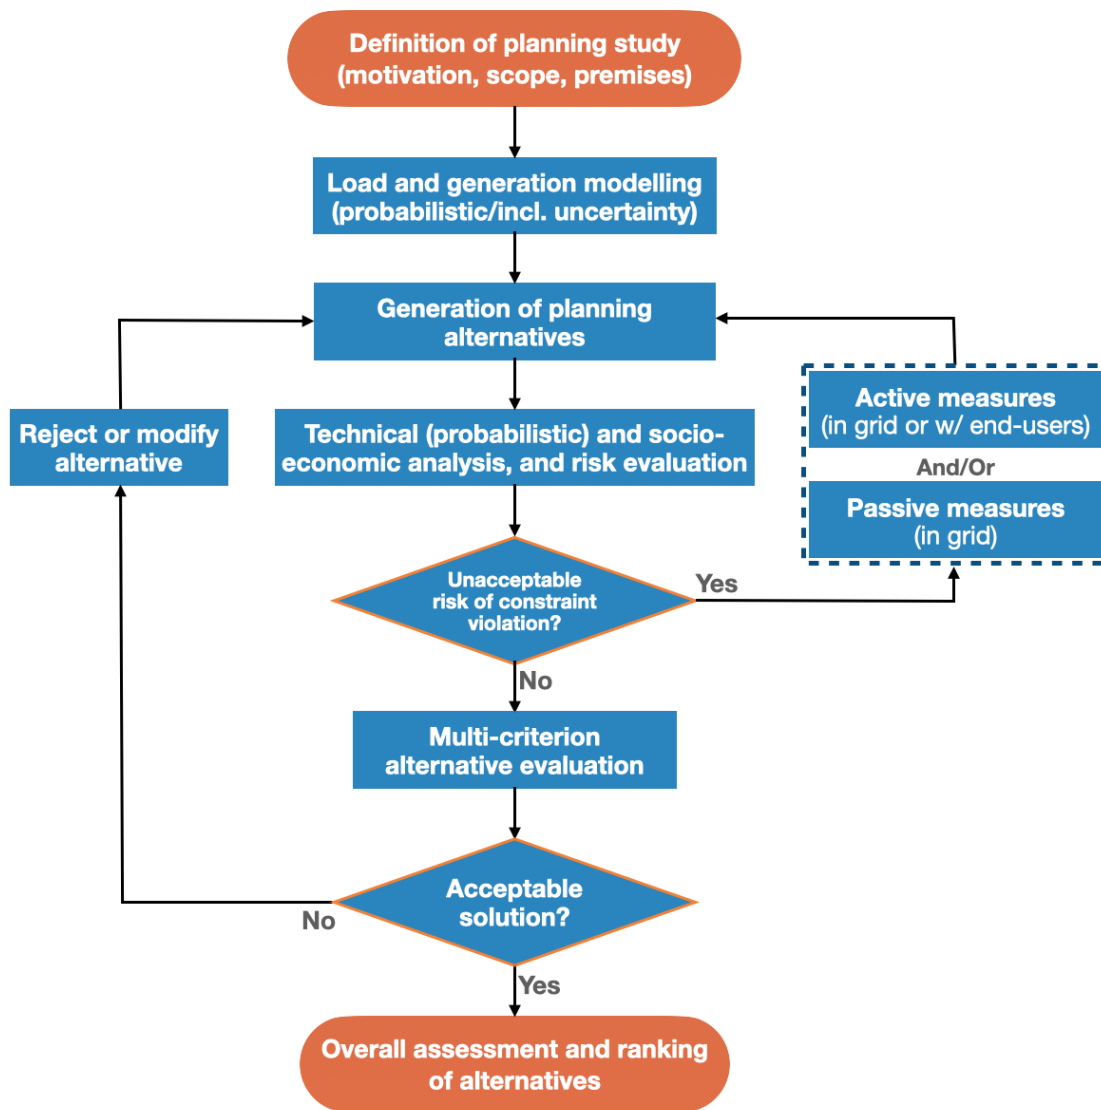 Definition of planning study
(motivation, scope, premises)
Load and generation modelling
(probabilistic/incl. uncertainty)
Generation of planning
alternatives
Reject or modify
alternative
Technical (probabilistic) and socio-
economic analysis, and risk evaluation
Active measures
(in grid or w/ end-users)
And/Or
Passive measures
(in grid)
Unacceptable
risk of constraint
violation?
Yes
No
Multi-criterion
alternative evaluation
Acceptable
solution?
No
Yes
Overall assessment and ranking
of alternatives